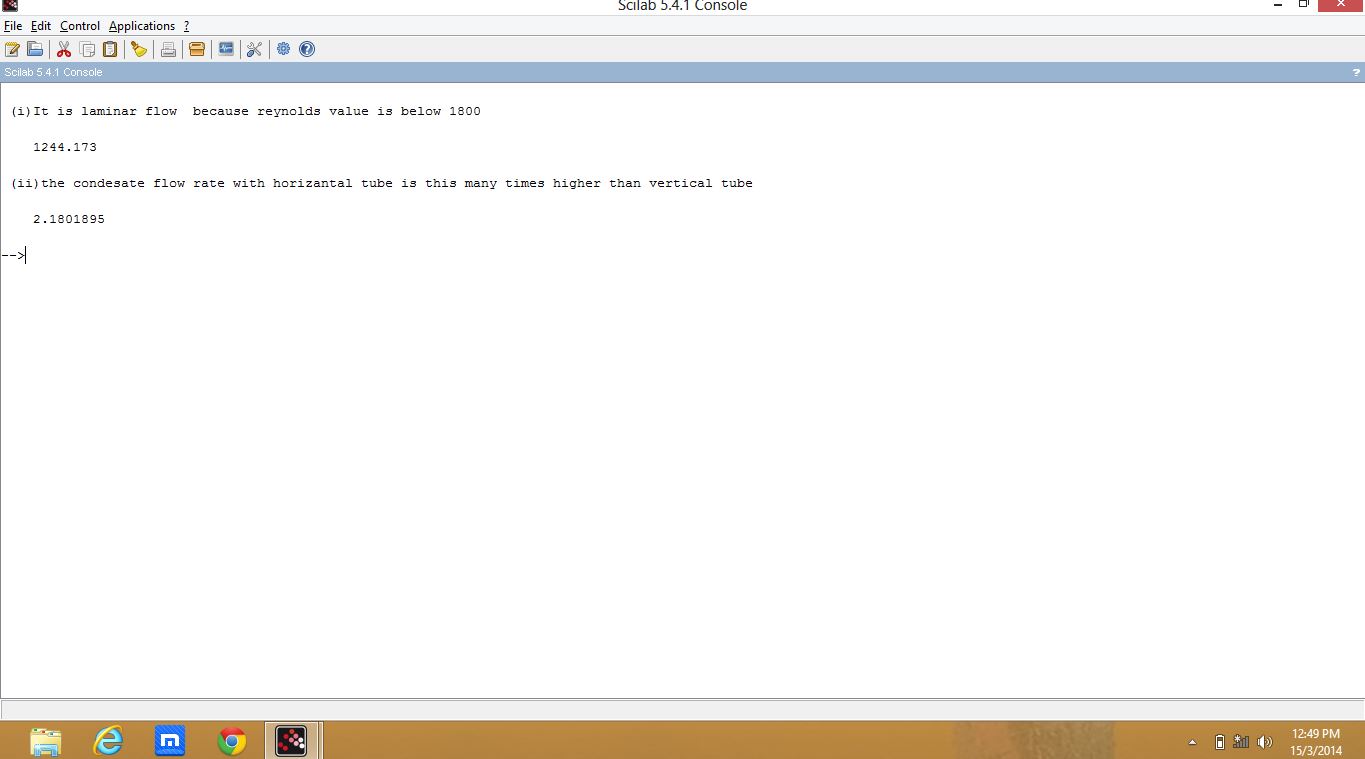 Scilab 5.4.1 Console
File Edit Control Applications ?
Scilab 5.4.1 Console ?
(i)It is laminar flow  because reynolds value is below 1800
1244.173
(ii)the condesate flow rate with horizantal tube is this many times higher than vertical tube
2.1801895
-->
12:49 PM
15/3/2014